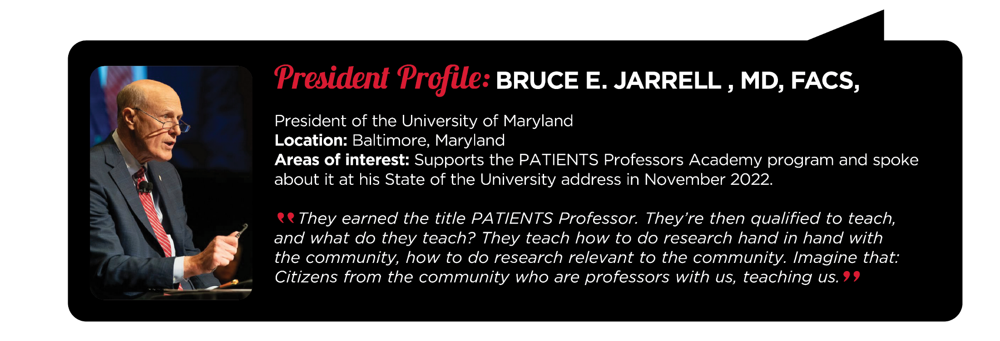 President Profile: BRUCE E. JARRELL , MD, FACS,
President of the University of Maryland
Location: Baltimore, Maryland
Areas of interest: Supports the PATIENTS Professors Academy program and spoke
about it at his State of the University address in November 2022.
❜❜They earned the title PATIENTS Professor. They’re then qualified to teach,
and what do they teach? They teach how to do research hand in hand with
the community, how to do research relevant to the community. Imagine that:
Citizens from the community who are professors with us, teaching us.❜❜